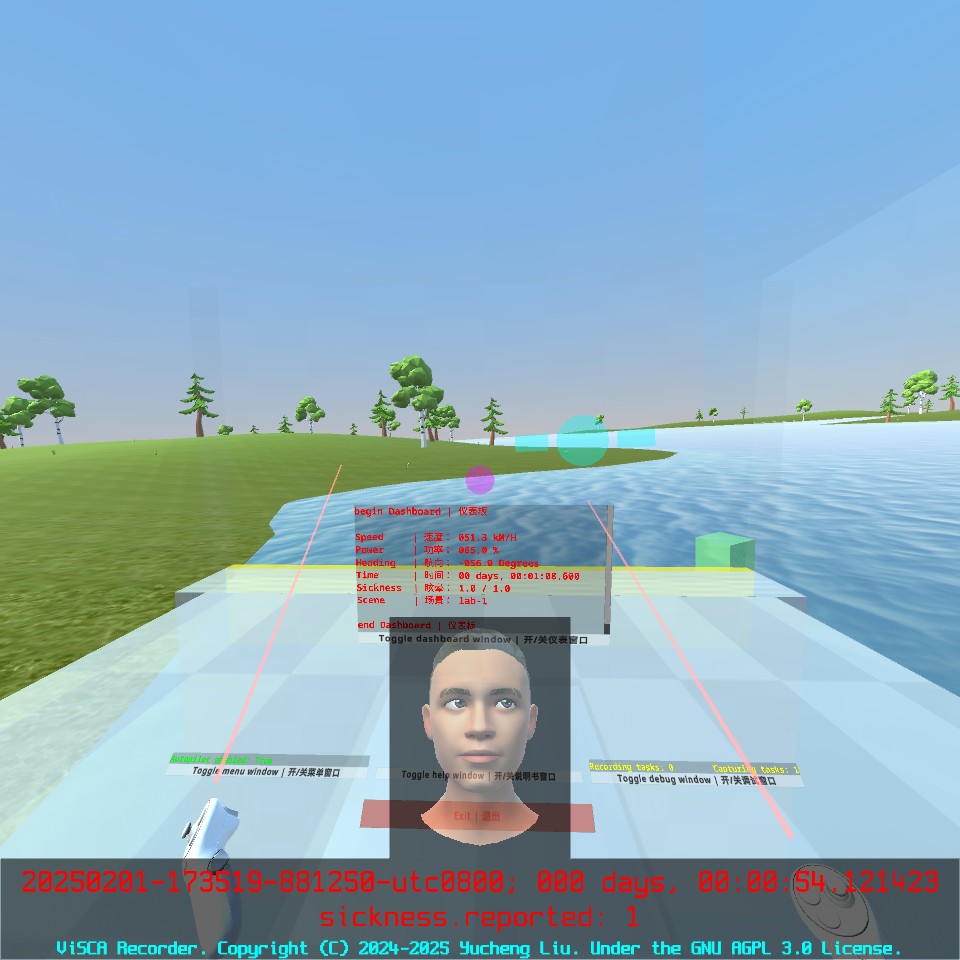 begin Dashboard | 仪表板
Speed | 速度: 051.3 kM/H
Power | 功率: 065.0 %
Heading | 航向: -056.9 Degrees
Time | 时间: 00 days, 00:01:08.600
Sickness | 眩晕: 1.0 / 1.0
Scene | 场景: lab-1
end Dashboard | 仪表板
Toggle dashboard window | 开/关仪表窗口
Autopilot enabled: True
Toggle menu window | 开/关菜单窗口
Toggle help window | 开/关说明书窗口
Recording tasks: 0 Capturing tasks: 1
Toggle debug window | 开/关调试窗口
Exit | 退出
20250201-173519-881250-utc0800; 000 days, 00:00:54.121423
sickness.reported: 1
ViSCA Recorder. Copyright (C) 2024-2025 Yucheng Liu. Under the GNU AGPL 3.0 License.